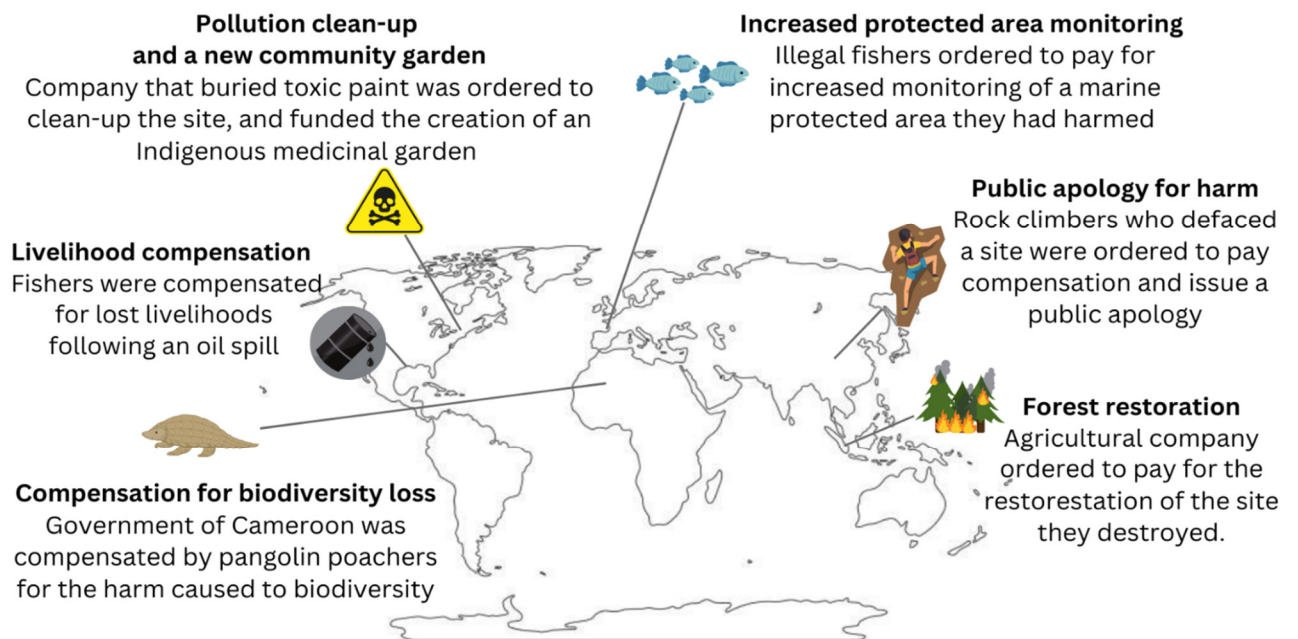 Pollution clean-up
and a new community garden
Company that buried toxic paint was ordered to
clean-up the site, and funded the creation of an
Indigenous medicinal garden
Increased protected area monitoring
Illegal fishers ordered to pay for
increased monitoring of a marine
protected area they had harmed
Public apology for harm
Rock climbers who defaced
a site were ordered to pay
compensation and issue a
public apology
Livelihood compensation
Fishers were compensated
for lost livelihoods
following an oil spill
Forest restoration
Agricultural company
ordered to pay for the
restorestation of the site
they destroyed.
Compensation for biodiversity loss
Government of Cameroon was
compensated by pangolin poachers
for the harm caused to biodiversity